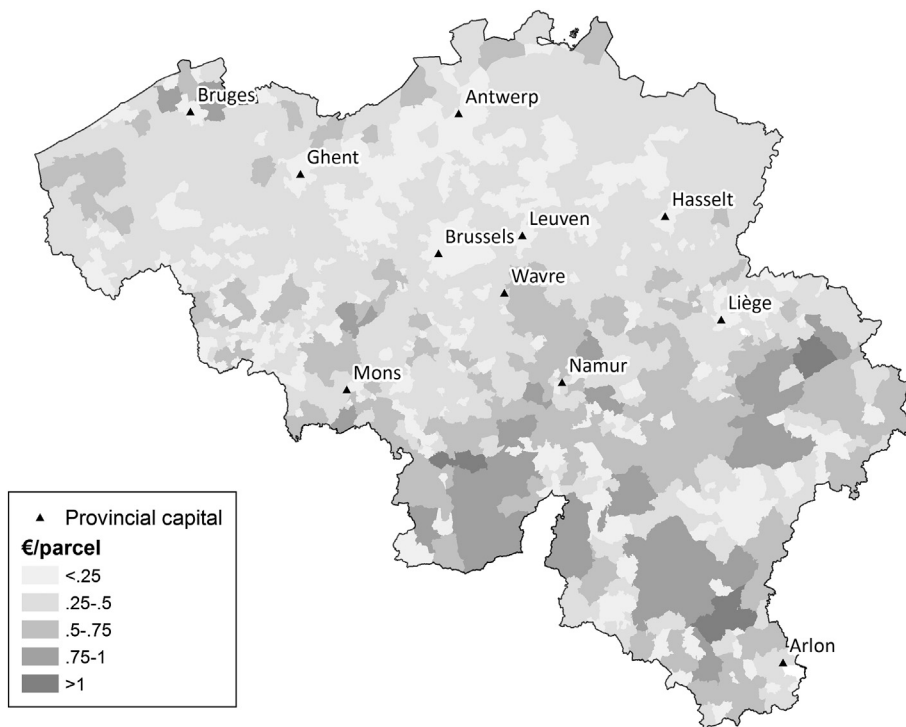 Bruges
Antwerp
Ghent
Hasselt
Leuven
Brussels
Wavre
Liège
Mons
Namur
Arlon
Provincial capital
€/parcel
<.25
.25-.5
.5-.75
.75-1
>1